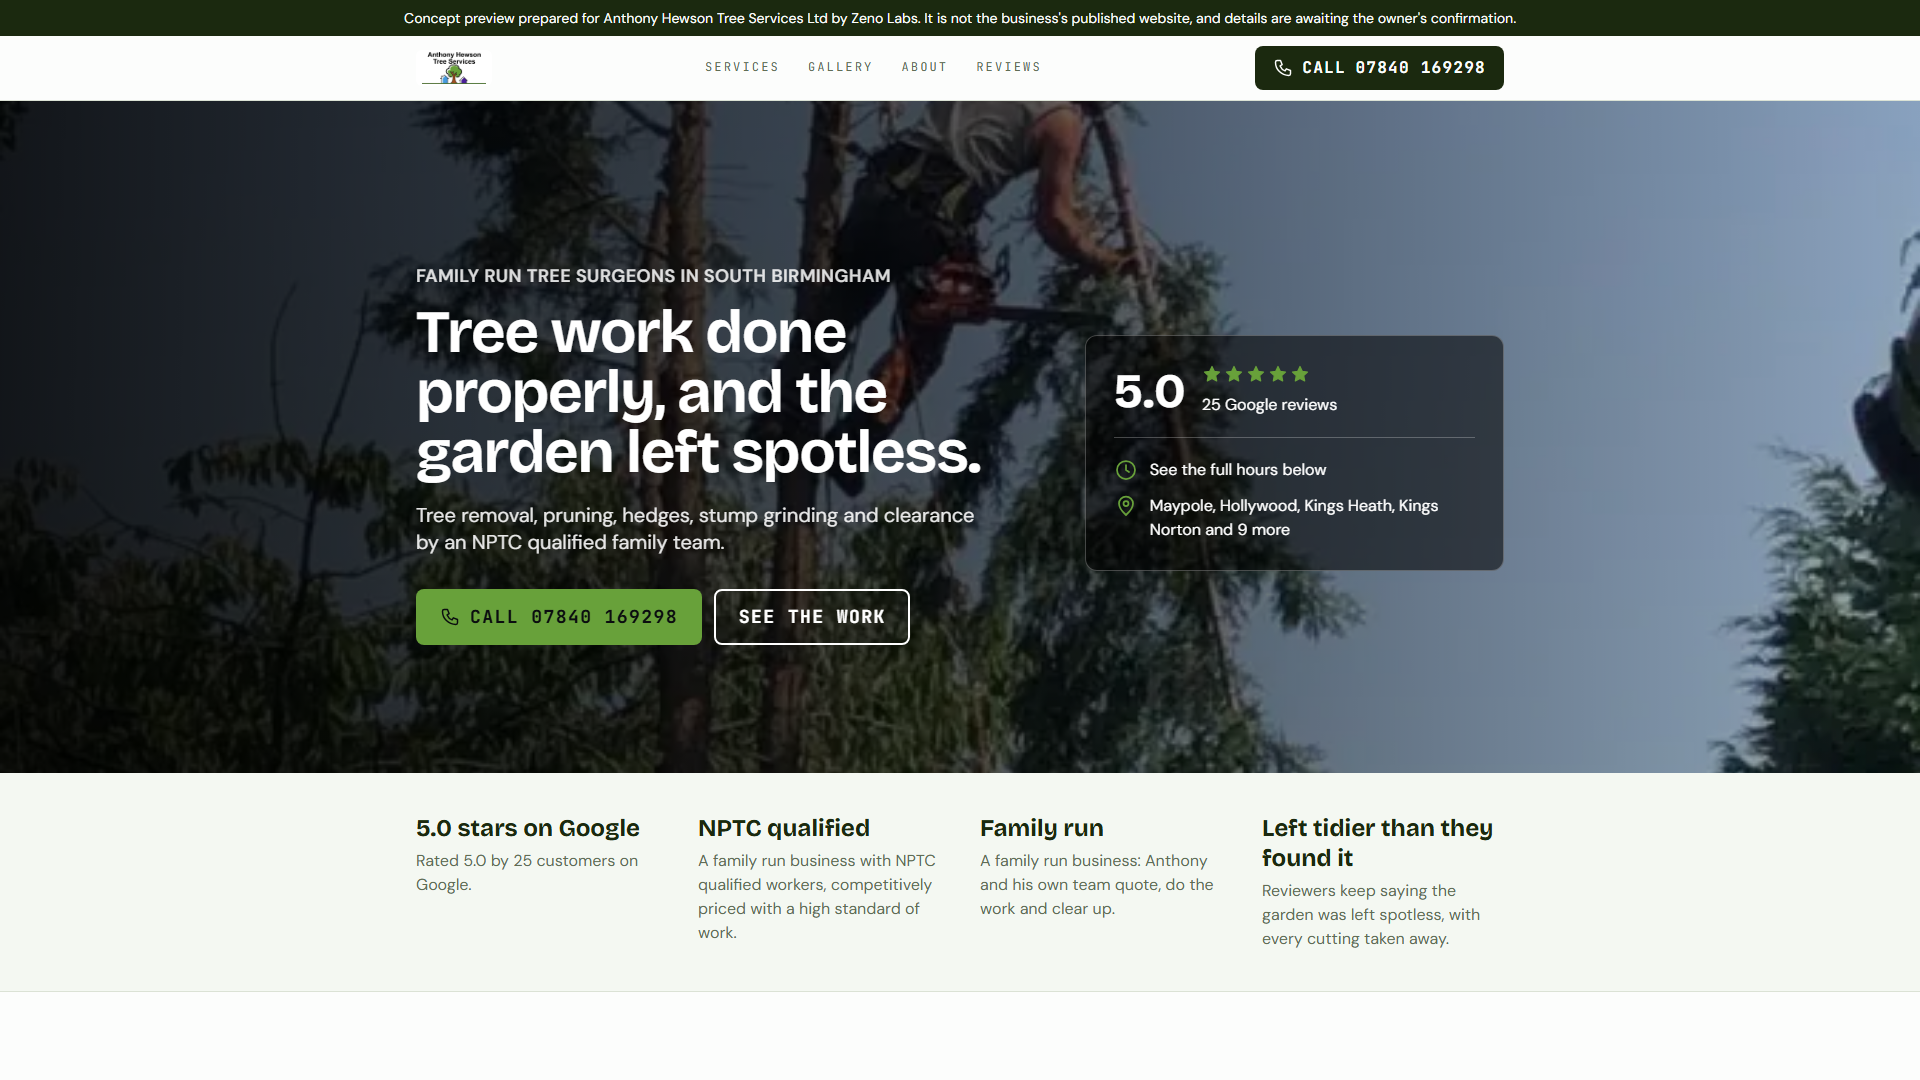 Concept preview prepared for Anthony Hewson Tree Services Ltd by Zeno Labs. It is not the business's published website, and details are awaiting the owner's confirmation.
Anthony Hewson
Tree Services
SERVICES
GALLERY
ABOUT
REVIEWS
CALL 07840 169298
FAMILY RUN TREE SURGEONS IN SOUTH BIRMINGHAM
Tree work done
properly, and the
garden left spotless.
Tree removal, pruning, hedges, stump grinding and clearance
by an NPTC qualified family team.
CALL 07840 169298
SEE THE WORK
5.0
25 Google reviews
See the full hours below
Maypole, Hollywood, Kings Heath, Kings
Norton and 9 more
5.0 stars on Google
Rated 5.0 by 25 customers on
Google.
NPTC qualified
A family run business with NPTC
qualified workers, competitively
priced with a high standard of
work.
Family run
A family run business: Anthony
and his own team quote, do the
work and clear up.
Left tidier than they
found it
Reviewers keep saying the
garden was left spotless, with
every cutting taken away.